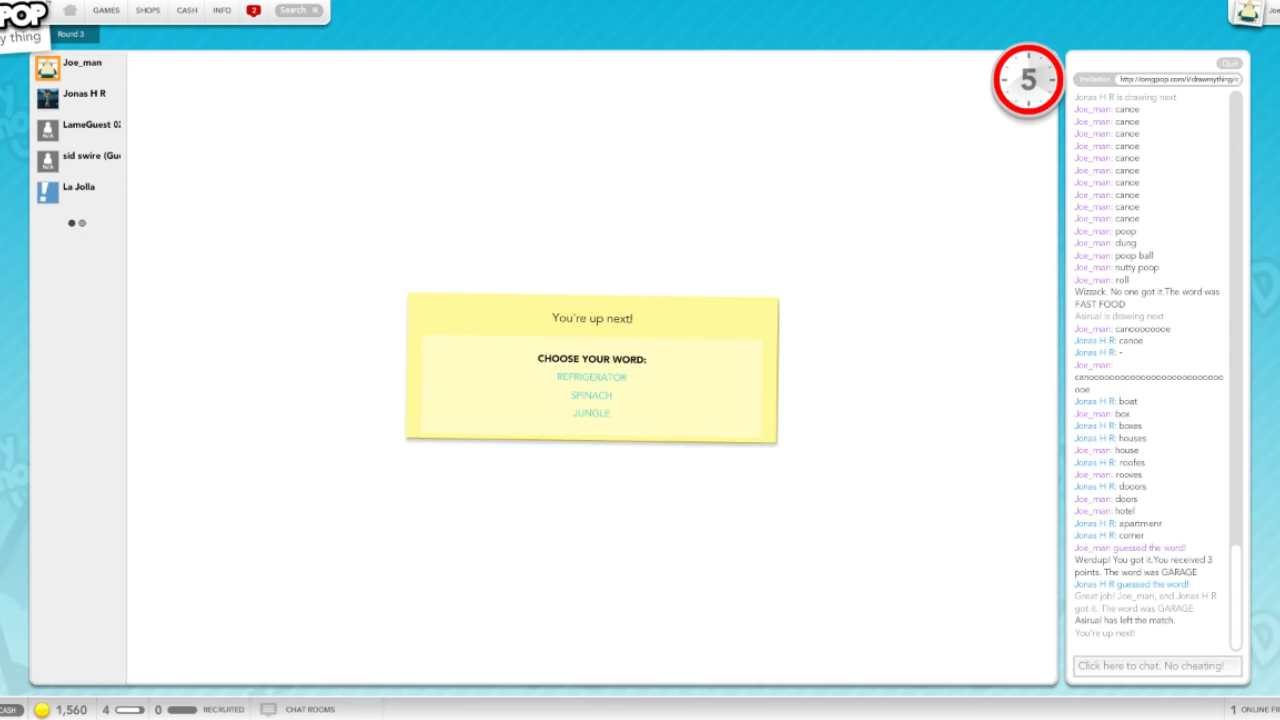 POP
GAMES SHOPS CASH INFO 2 Search
y thing
Round 3
Joe_man
Jonas H R
LameGuest 02
sid swire (Gu
La Jolla
5
You're up next!
CHOOSE YOUR WORD:
REFRIGERATOR
SPINACH
JUNGLE
Joe
Quit
Invitation http://omgpop.com/i/drawmything/c
Jonas H R is drawing next
Joe_man: canoe
Joe_man: canoe
Joe_man: canoe
Joe_man: canoe
Joe_man: canoe
Joe_man: canoe
Joe_man: canoe
Joe_man: canoe
Joe_man: canoe
Joe_man: canoe
Joe_man: poop
Joe_man: dung
Joe_man: poop ball
Joe_man: nutty poop
Joe_man: roll
Wizzack. No one got it.The word was
FAST FOOD
Asirual is drawing next
Joe_man: canoooooooe
Jonas H R: canoe
Jonas H R: -
Joe_man:
ooe
Jonas H R: boat
Joe_man: box
Jonas H R: boxes
Jonas H R: houses
Joe_man: house
Jonas H R: roofes
Joe_man: rooves
Jonas H R: dooors
Joe_man: doors
Joe_man: hotel
Jonas H R: apartmenr
Jonas H R: corner
Joe_man guessed the word!
Werdup! You got it.You received 3
points. The word was GARAGE
Jonas H R guessed the word!
Great job! Joe_man, and Jonas H R
got it. The word was GARAGE
Asirual has left the match.
You're up next!
Click here to chat. No cheating!
CASH 1,560 4 0 RECRUITED CHAT ROOMS 1 ONLINE FR